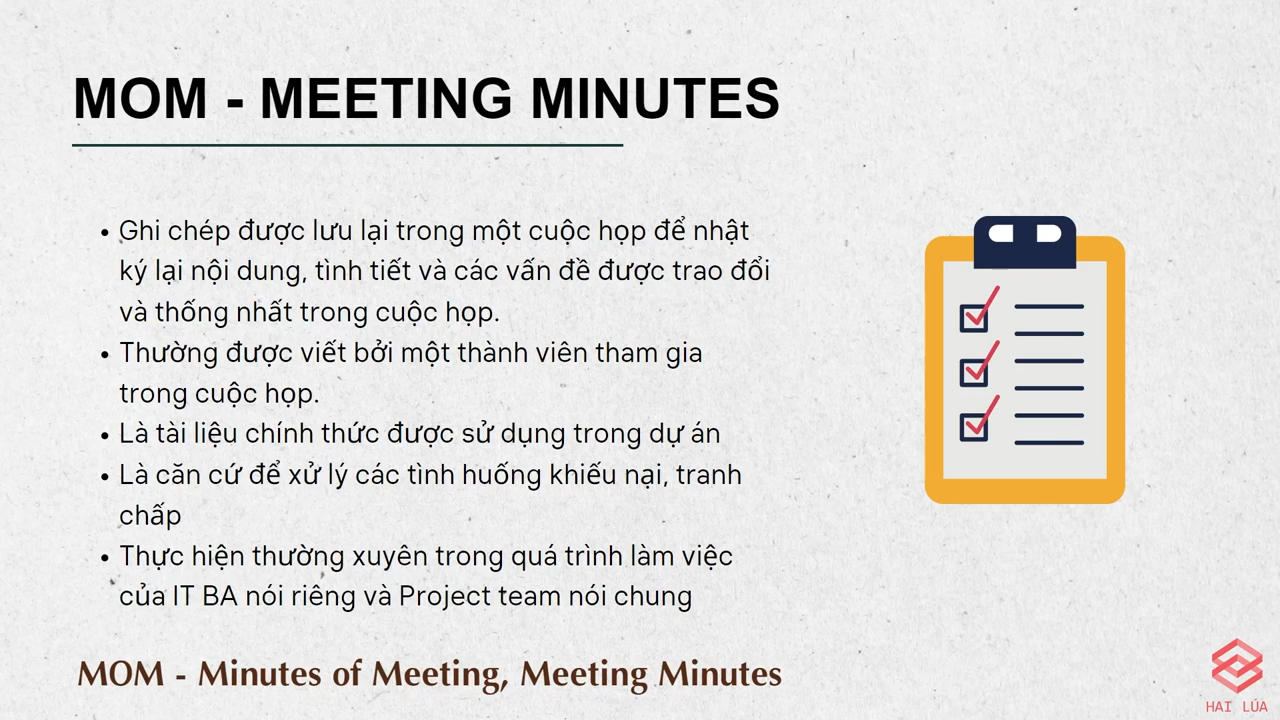 MOM - MEETING MINUTES
• Ghi chép được lưu lại trong một cuộc họp để nhật
ký lại nội dung, tình tiết và các vấn đề được trao đổi
và thống nhất trong cuộc họp.
• Thường được viết bởi một thành viên tham gia
trong cuộc họp.
• Là tài liệu chính thức được sử dụng trong dự án
• Là căn cứ để xử lý các tình huống khiếu nại, tranh
chấp
• Thực hiện thường xuyên trong quá trình làm việc
của IT BA nói riêng và Project team nói chung
MOM - Minutes of Meeting, Meeting Minutes
HAI LÚA